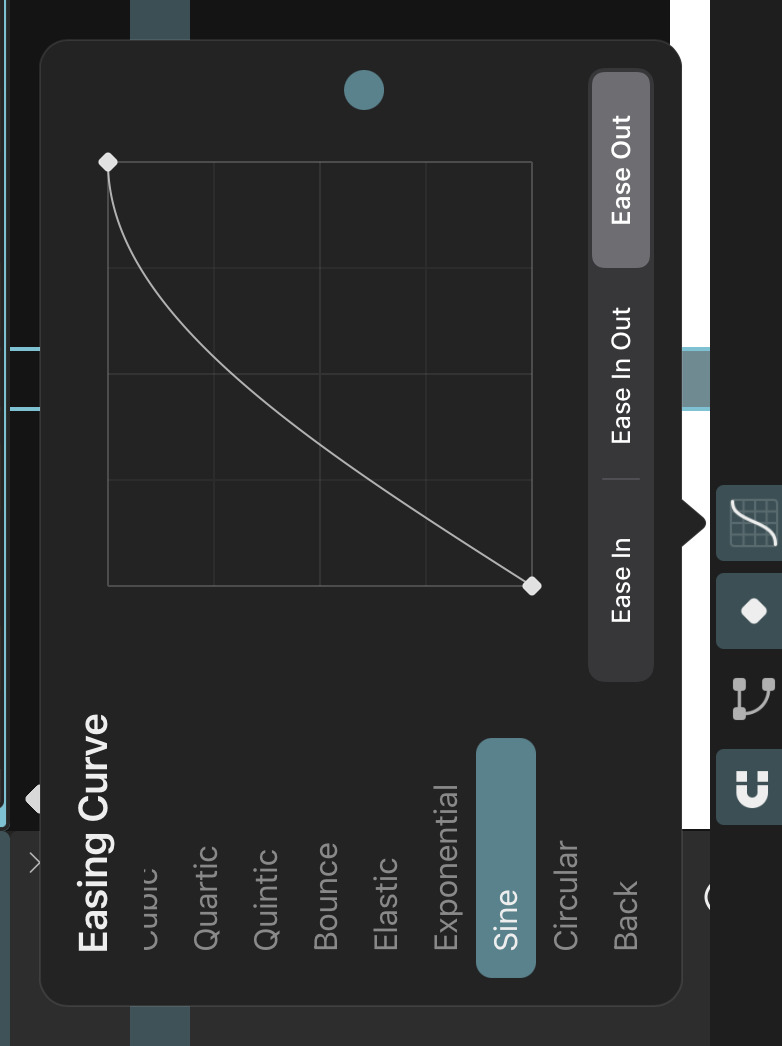 Easing Curve
Cubic
Quartic
Quintic
Bounce
Elastic
Exponential
Sine
Circular
Back
Ease In
Ease In Out
Ease Out